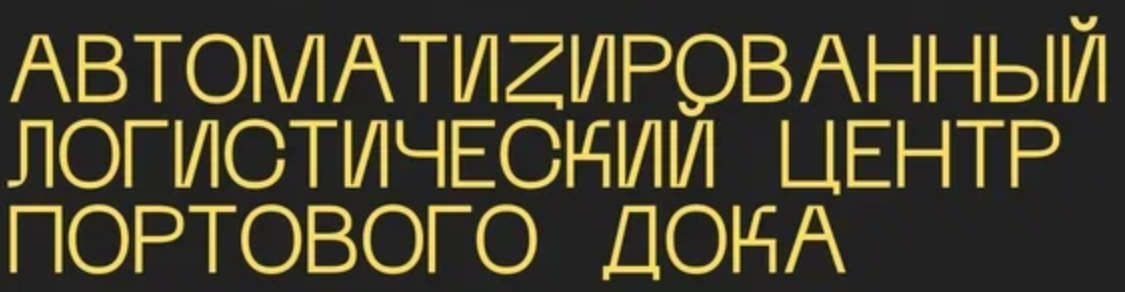 АВТОМАТИZИРОВАННЫЙ
ЛОГИСТИЧЕСКИЙ ЦЕНТР
ПОРТОВОГО ДОКА